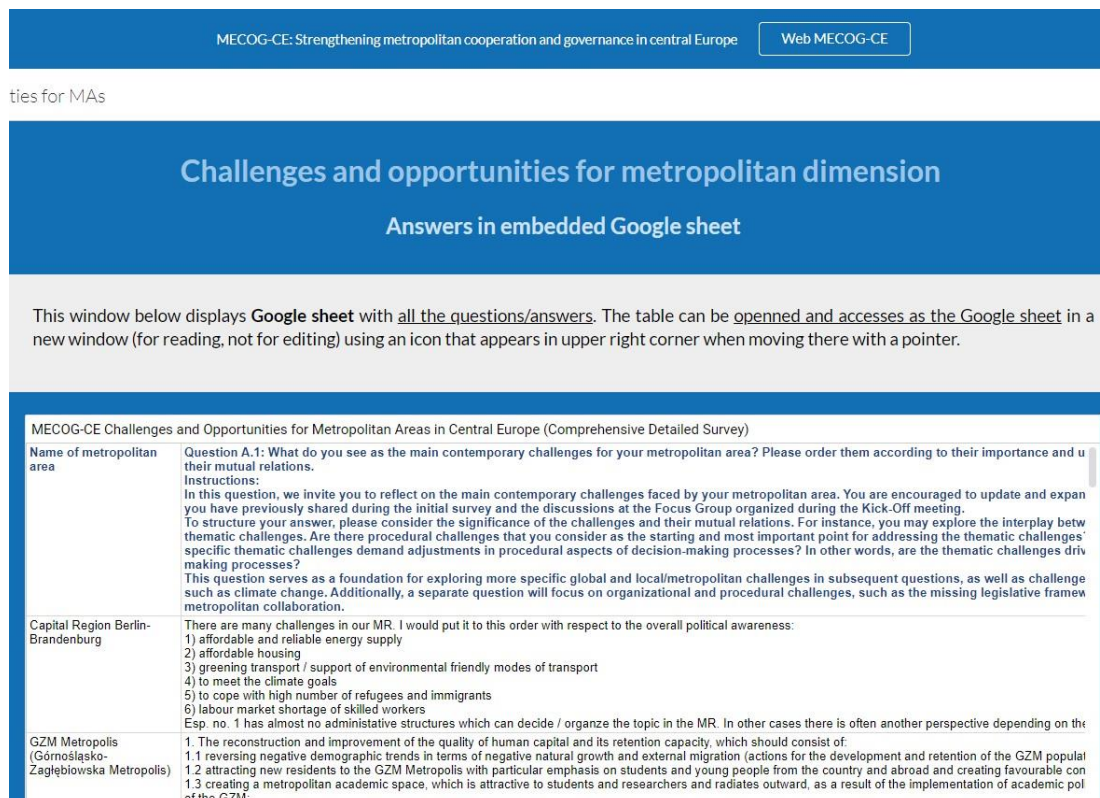 MECOG-CE: Strengthening metropolitan cooperation and governance in central Europe
Web MECOG-CE
ties for MAs
Challenges and opportunities for metropolitan dimension
Answers in embedded Google sheet
This window below displays Google sheet with all the questions/answers. The table can be openned and accesses as the Google sheet in a
new window (for reading, not for editing) using an icon that appears in upper right corner when moving there with a pointer.
MECOG-CE Challenges and Opportunities for Metropolitan Areas in Central Europe (Comprehensive Detailed Survey)
Name of metropolitan
area
Question A.1: What do you see as the main contemporary challenges for your metropolitan area? Please order them according to their importance and u
their mutual relations.
Instructions:
In this question, we invite you to reflect on the main contemporary challenges faced by your metropolitan area. You are encouraged to update and expan
you have previously shared during the initial survey and the discussions at the Focus Group organized during the Kick-Off meeting.
To structure your answer, please consider the significance of the challenges and their mutual relations. For instance, you may explore the interplay betw
thematic challenges. Are there procedural challenges that you consider as the starting and most important point for addressing the thematic challenges
specific thematic challenges demand adjustments in procedural aspects of decision-making processes? In other words, are the thematic challenges driv
making processes?
This question serves as a foundation for exploring more specific global and local/metropolitan challenges in subsequent questions, as well as challenge
such as climate change. Additionally, a separate question will focus on organizational and procedural challenges, such as the missing legislative framew
metropolitan collaboration.
Capital Region Berlin-
Brandenburg
There are many challenges in our MR. I would put it to this order with respect to the overall political awareness:
1) affordable and reliable energy supply
2) affordable housing
3) greening transport / support of environmental friendly modes of transport
4) to meet the climate goals
5) to cope with high number of refugees and immigrants
6) labour market shortage of skilled workers
Esp. no. 1 has almost no administative structures which can decide / organze the topic in the MR. In other cases there is often another perspective depending on the
GZM Metropolis
(Górnośląsko-
Zagłębiowska Metropolis)
1. The reconstruction and improvement of the quality of human capital and its retention capacity, which should consist of:
1.1 reversing negative demographic trends in terms of negative natural growth and external migration (actions for the development and retention of the GZM populat
1.2 attracting new residents to the GZM Metropolis with particular emphasis on students and young people from the country and abroad and creating favourable con
1.3 creating a metropolitan academic space, which is attractive to students and researchers and radiates outward, as a result of the implementation of academic pol
of the GZM;